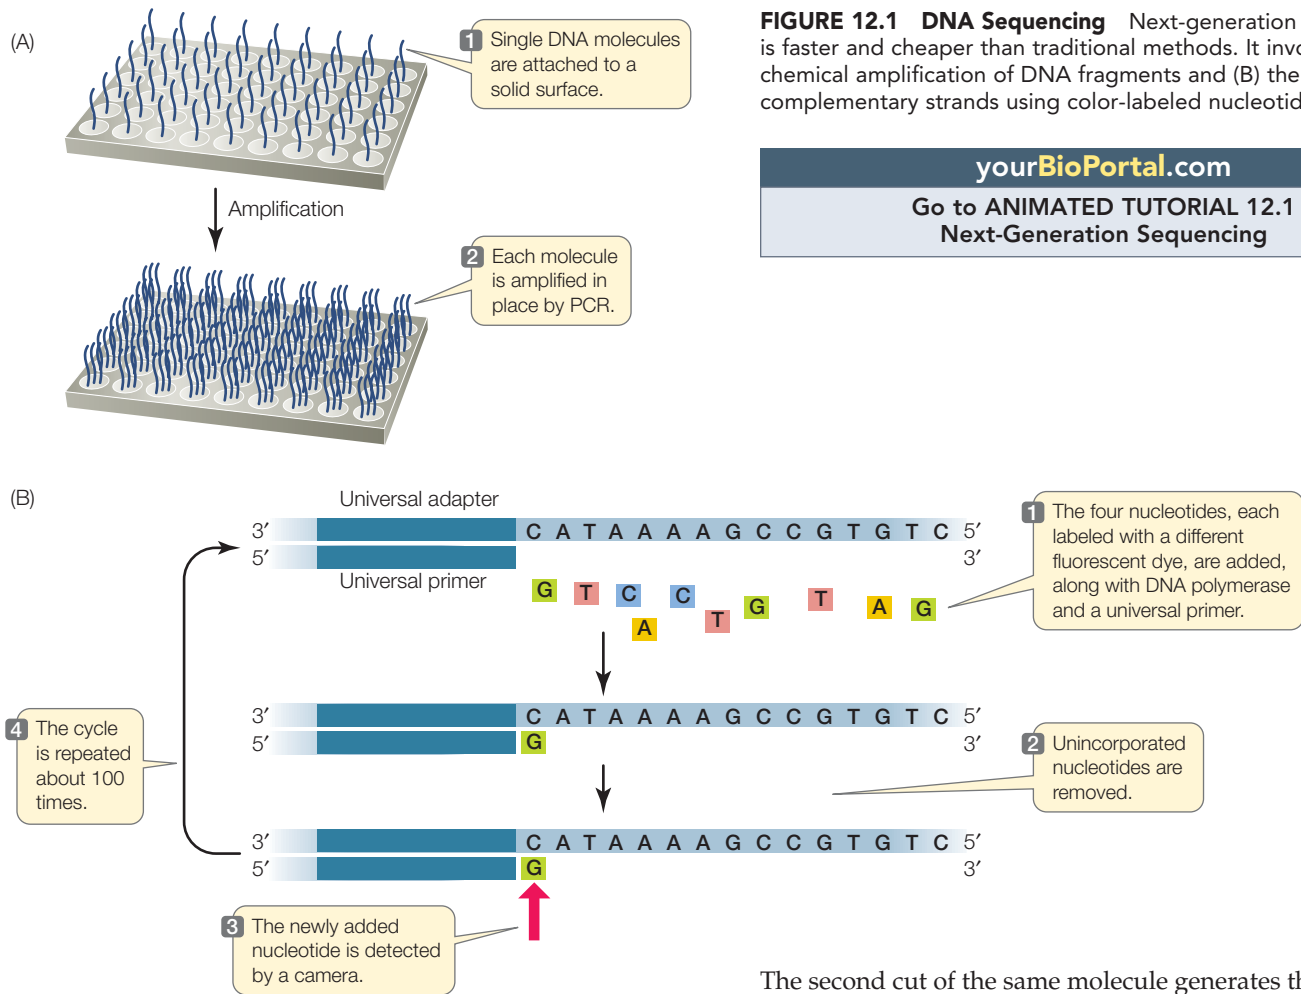 (A)
1 Single DNA molecules
are attached to a
solid surface.
Amplification
2 Each molecule
is amplified in
place by PCR.
FIGURE 12.1 DNA Sequencing Next-generation
is faster and cheaper than traditional methods. It
chemical amplification of DNA fragments and (B) the
complementary strands using color-labeled
yourBioPortal.com
Go to ANIMATED TUTORIAL 12.1
Next-Generation Sequencing
(B)
Universal adapter
3′ C A T A A A A G C C G T G T C 5′
5′ 3′
Universal primer
G T C C T A G
A T G
1 The four nucleotides, each
labeled with a different
fluorescent dye, are added,
along with DNA polymerase
and a universal primer.
3′ C A T A A A A G C C G T G T C 5′
5′ G 3′
2 Unincorporated
nucleotides are
removed.
4 The cycle
is repeated
about 100
times.
3′ C A T A A A A G C C G T G T C 5′
5′ G 3′
3 The newly added
nucleotide is detected
by a camera.
The second cut of the same molecule generates